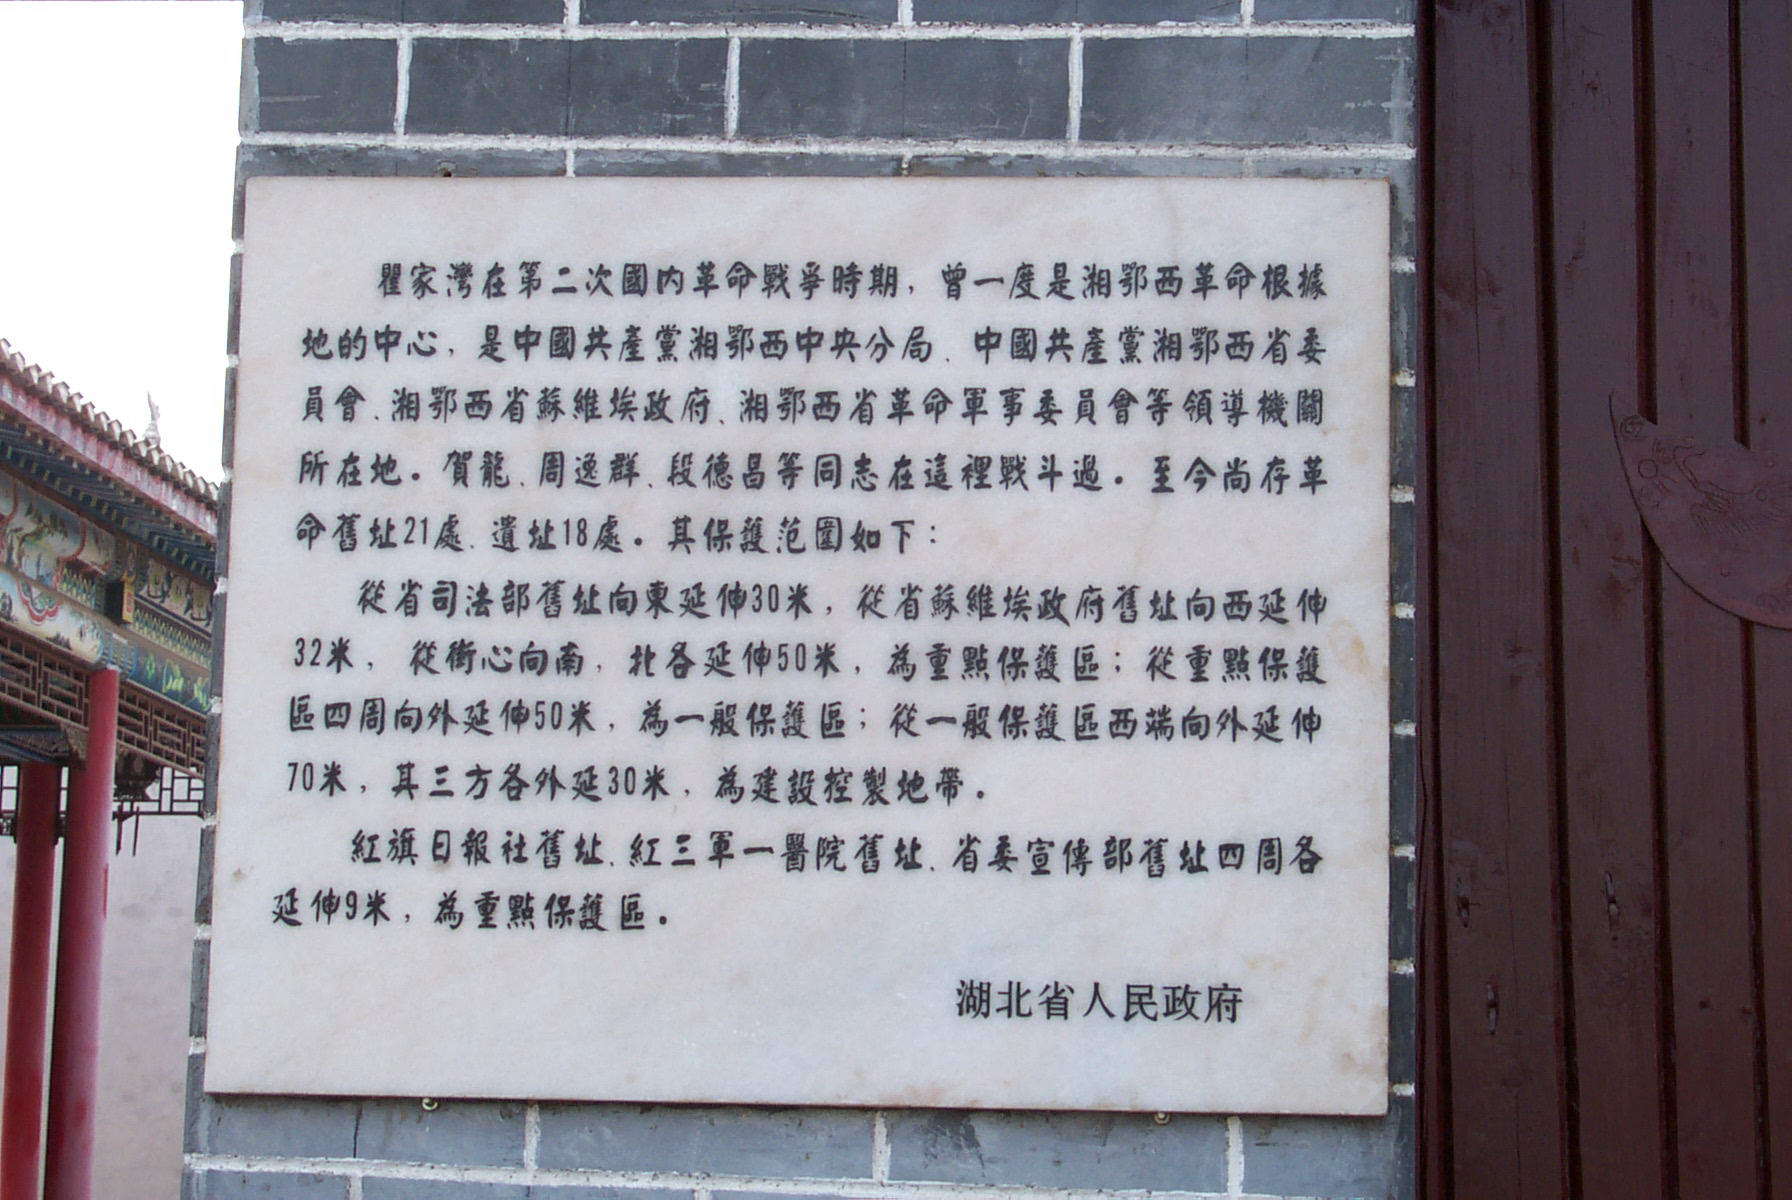 瞿家灣在第二次國内革命戰爭時期，曾一度是湘鄂西革命根據
地的中心，是中國共產黨湘鄂西中央分局、中國共產黨湘鄂西省委
員會、湘鄂西省蘇維埃政府、湘鄂西省革命軍事委員會等領導機關
所在地。賀龍、周逸群、段德昌等同志在這裡戰斗過。至今尚存革
命舊址21處、遺址18處。其保護范圍如下：
從省司法部舊址向東延伸30米，從省蘇維埃政府舊址向西延伸
32米，從街心向南，北各延伸50米，為重點保護區；從重點保護
區四周向外延伸50米，為一般保護區；從一般保護區西端向外延伸
70米，其三方各外延30米，為建設控製地帶。
紅旗日報社舊址、紅三軍一醫院舊址、省委宣傳部舊址四周各
延伸9米，為重點保護區。
湖北省人民政府